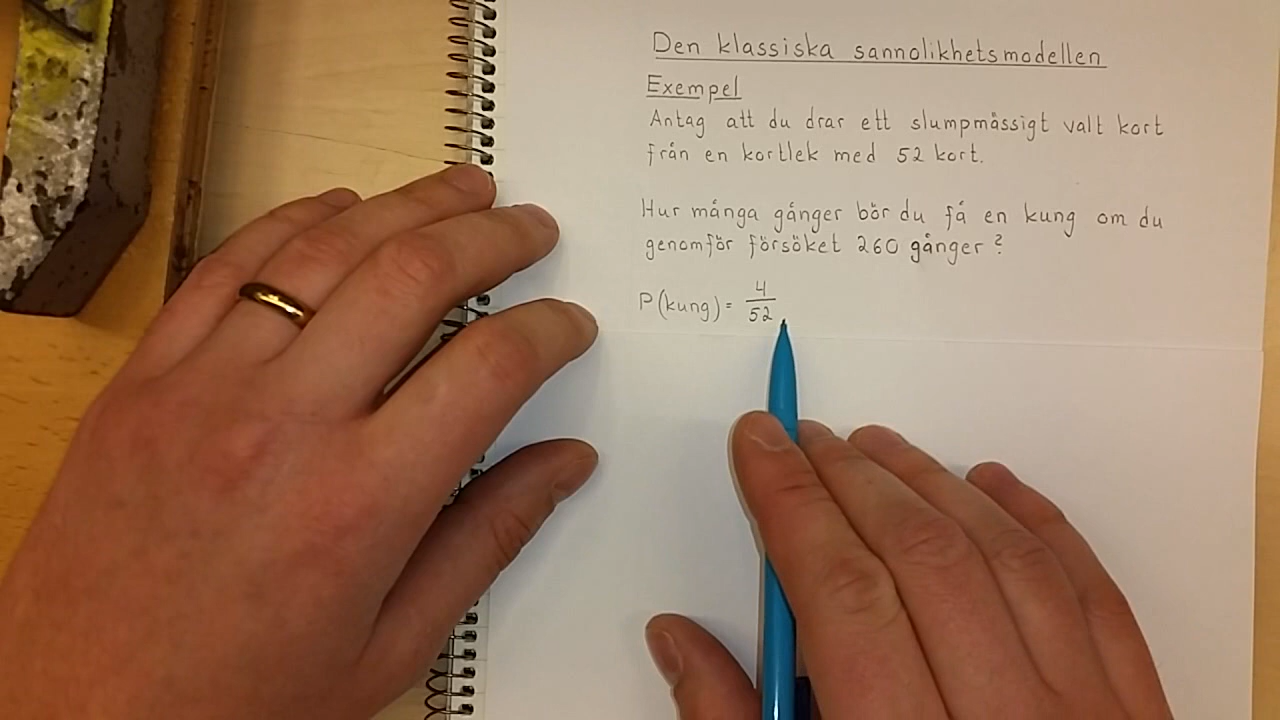 Den klassiska sannolikhetsmodellen
Exempel
Antag att du drar ett slumpmässigt valt kort
från en kortlek med 52 kort.
Hur många gånger bör du få en kung om du
genomför försöket 260 gånger?
P(kung) = 4/52